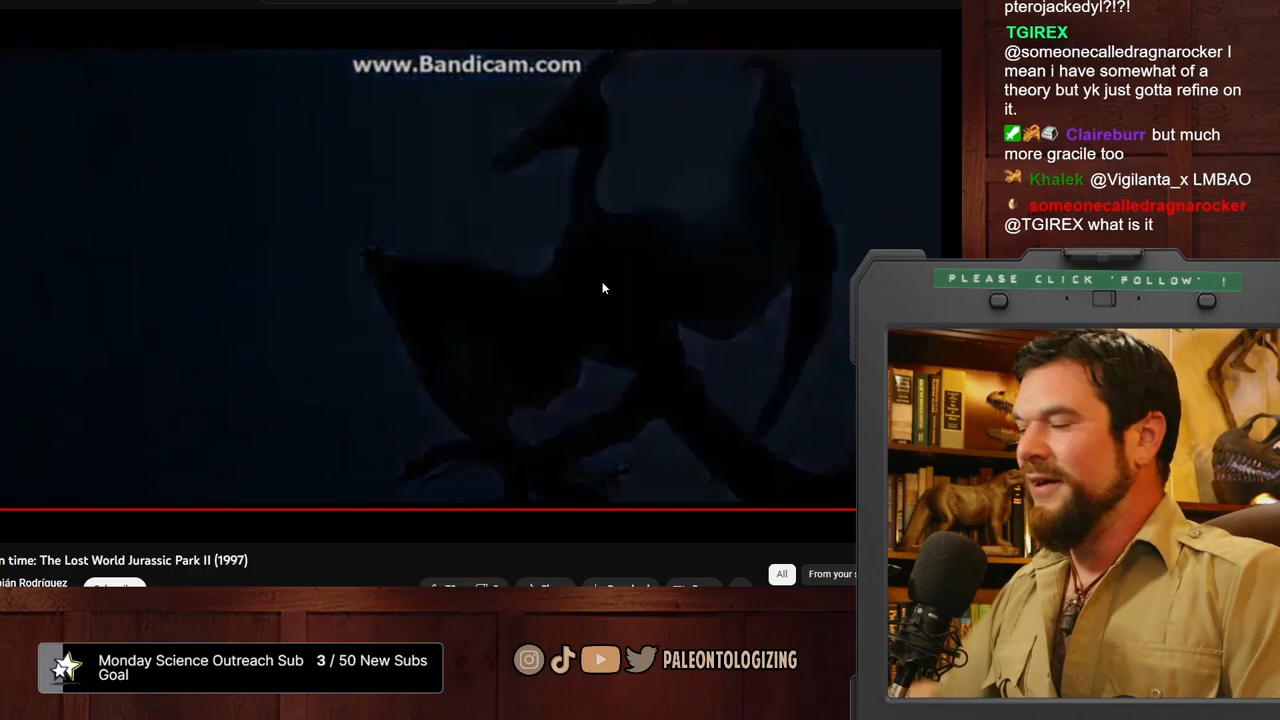 www.Bandicam.com
n time: The Lost World Jurassic Park II (1997)
ián Rodríguez
All
From your s
pterojackedyl?!?!
TGIREX
@someonecalledragnarocker I
mean i have somewhat of a
theory but yk just gotta refine on
it.
Claireburr but much
more gracile too
Khalek @Vigilanta_x LMBAO
someonecalledragnarocker
@TGIREX what is it
PLEASE CLICK 'FOLLOW' !
Monday Science Outreach Sub 3 / 50 New Subs
Goal
PALEONTOLOGIZING